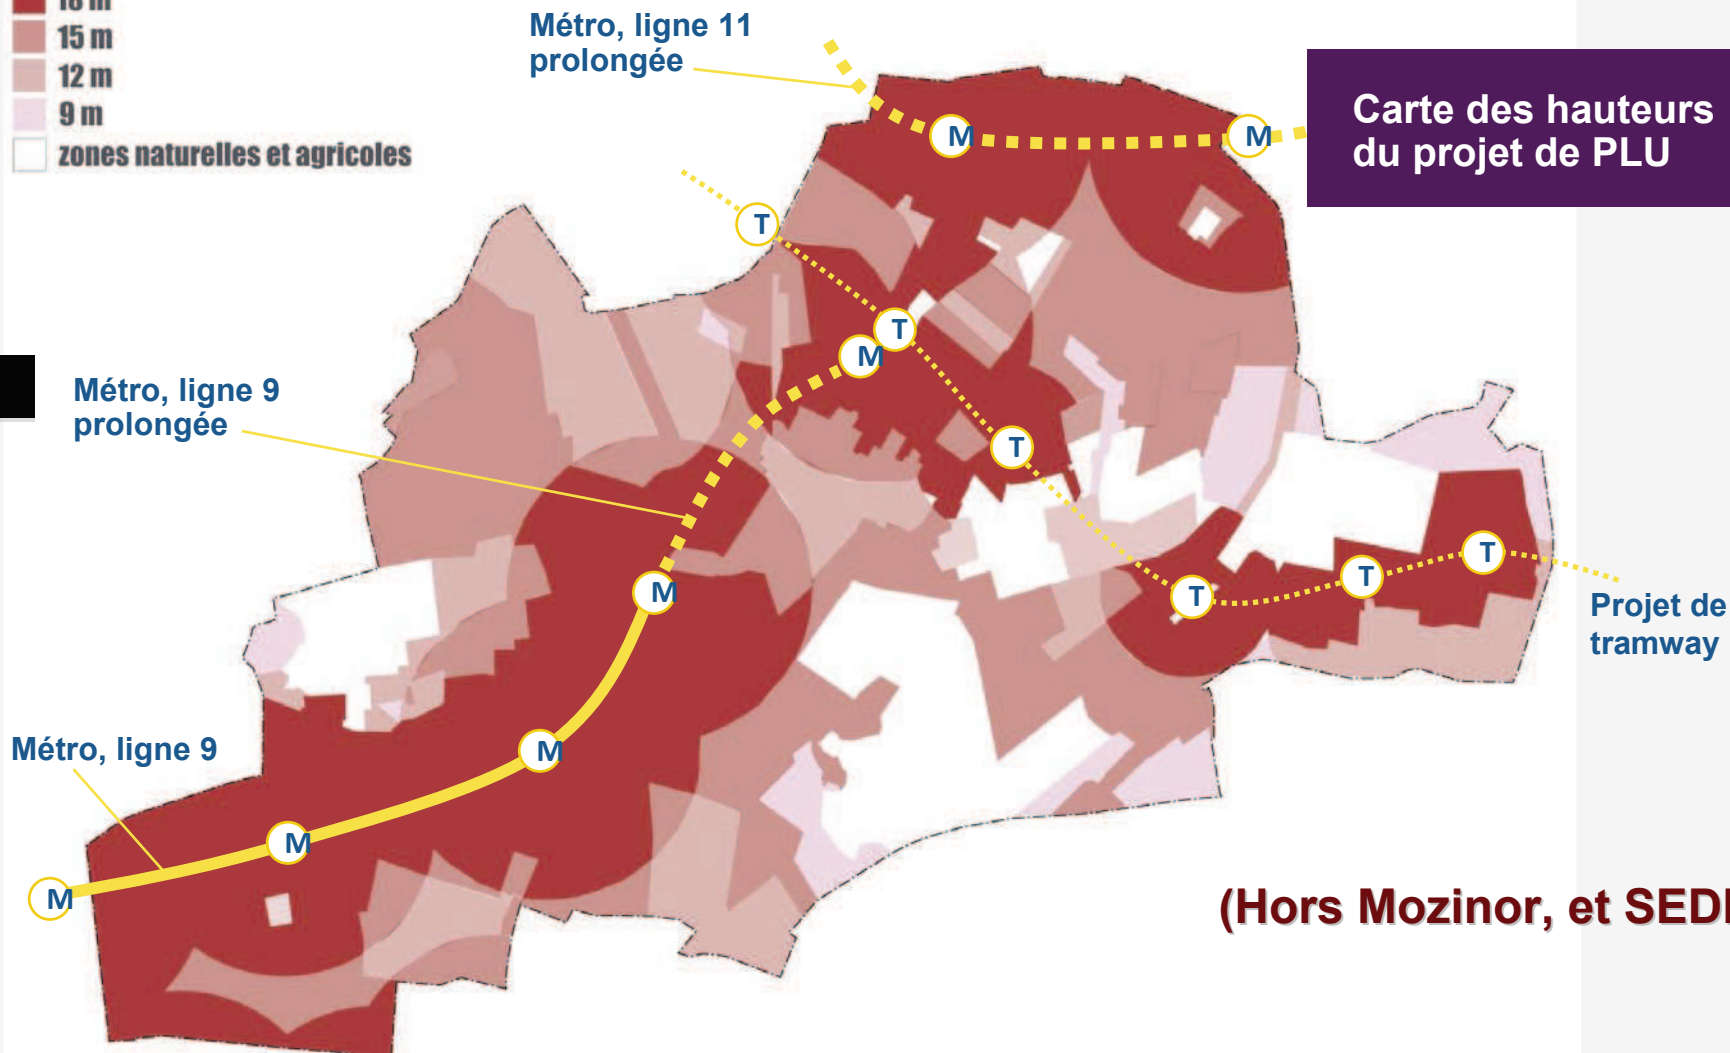 18 m
15 m
12 m
9 m
zones naturelles et agricoles
Métro, ligne 11
prolongée
Carte des hauteurs
du projet de PLU
M
M
T
T
M
Métro, ligne 9
prolongée
T
T
T
M
T
Projet de
tramway
Métro, ligne 9
M
M
M
(Hors Mozinor, et